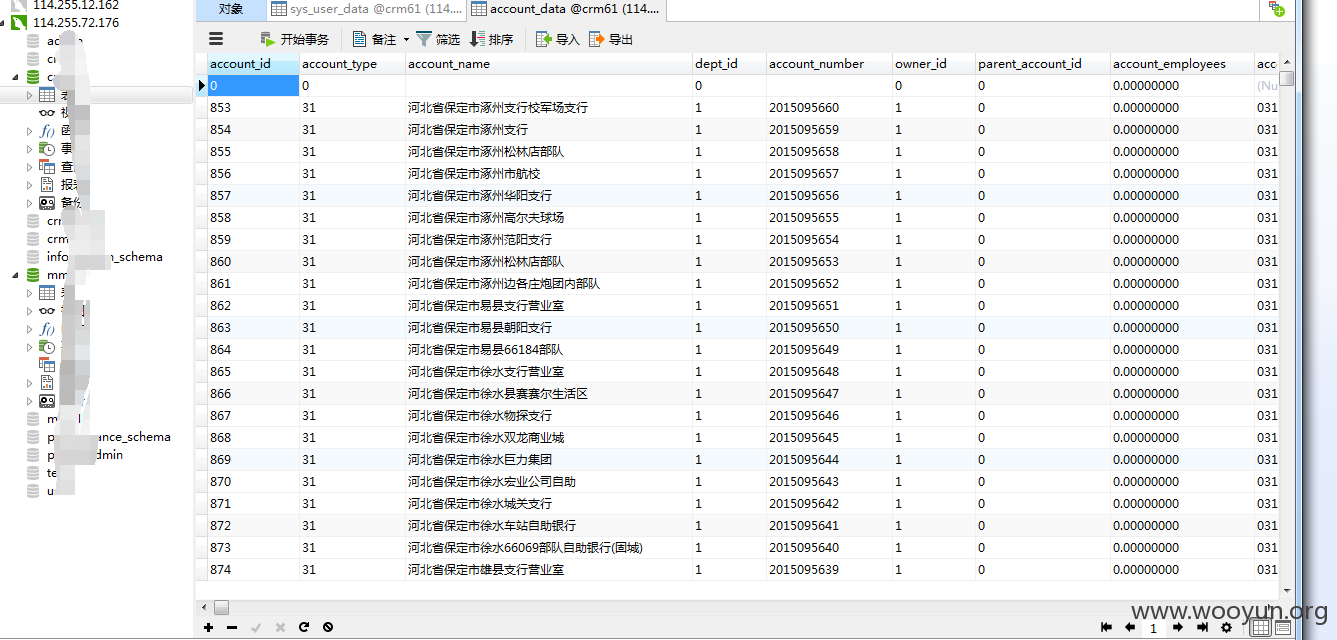 114.255.12.162
114.255.72.176
information_schema
performance_schema
对象
sys_user_data @crm61 (114....
account_data @crm61 (114....
开始事务 备注 筛选 排序 导入 导出
account_id account_type account_name dept_id account_number owner_id parent_account_id account_employees acc
0 0 0 0 0 0.00000000 (Nu
853 31 河北省保定市涿州支行校军场支行 1 2015095660 1 0 0.00000000 031
854 31 河北省保定市涿州支行 1 2015095659 1 0 0.00000000 031
855 31 河北省保定市涿州松林店部队 1 2015095658 1 0 0.00000000 031
856 31 河北省保定市涿州市航校 1 2015095657 1 0 0.00000000 031
857 31 河北省保定市涿州华阳支行 1 2015095656 1 0 0.00000000 031
858 31 河北省保定市涿州高尔夫球场 1 2015095655 1 0 0.00000000 031
859 31 河北省保定市涿州范阳支行 1 2015095654 1 0 0.00000000 031
860 31 河北省保定市涿州松林店部队 1 2015095653 1 0 0.00000000 031
861 31 河北省保定市涿州边各庄炮团内部队 1 2015095652 1 0 0.00000000 031
862 31 河北省保定市易县支行营业室 1 2015095651 1 0 0.00000000 031
863 31 河北省保定市易县朝阳支行 1 2015095650 1 0 0.00000000 031
864 31 河北省保定市易县66184部队 1 2015095649 1 0 0.00000000 031
865 31 河北省保定市徐水支行营业室 1 2015095648 1 0 0.00000000 031
866 31 河北省保定市徐水县赛赛尔生活区 1 2015095647 1 0 0.00000000 031
867 31 河北省保定市徐水物探支行 1 2015095646 1 0 0.00000000 031
868 31 河北省保定市徐水双龙商业城 1 2015095645 1 0 0.00000000 031
869 31 河北省保定市徐水巨力集团 1 2015095644 1 0 0.00000000 031
870 31 河北省保定市徐水宏业公司自助 1 2015095643 1 0 0.00000000 031
871 31 河北省保定市徐水城关支行 1 2015095642 1 0 0.00000000 031
872 31 河北省保定市徐水车站自助银行 1 2015095641 1 0 0.00000000 031
873 31 河北省保定市徐水66069部队自助银行(固城) 1 2015095640 1 0 0.00000000 031
874 31 河北省保定市雄县支行营业室 1 2015095639 1 0 0.00000000 031
1
www.wooyun.org